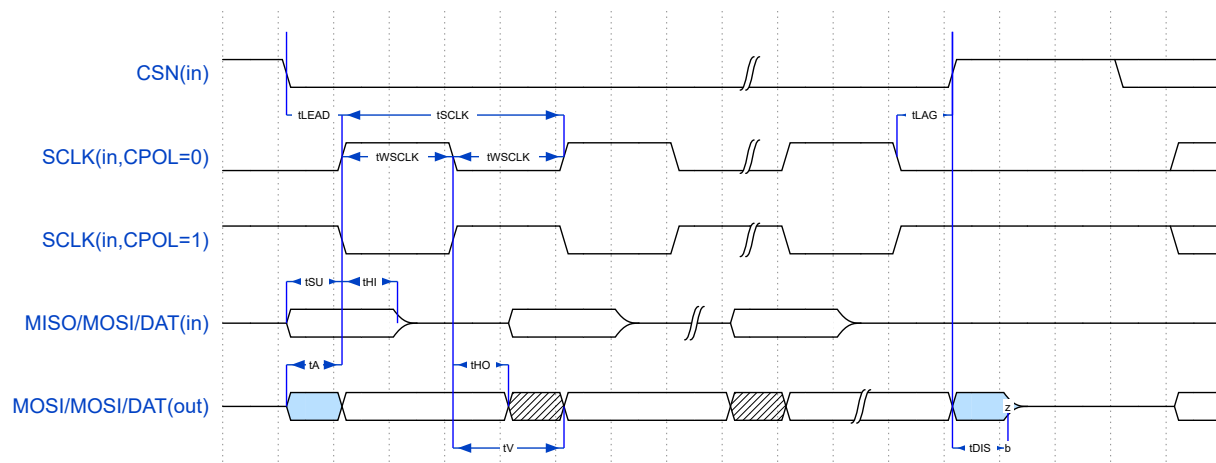 CSN(in)
tLEAD tSCLK tLAG
SCLK(in,CPOL=0)
tWSCLK tWSCLK
SCLK(in,CPOL=1)
tSU tHI
MISO/MOSI/DAT(in)
tA tHO
MOSI/MOSI/DAT(out)
z
tV tDIS b